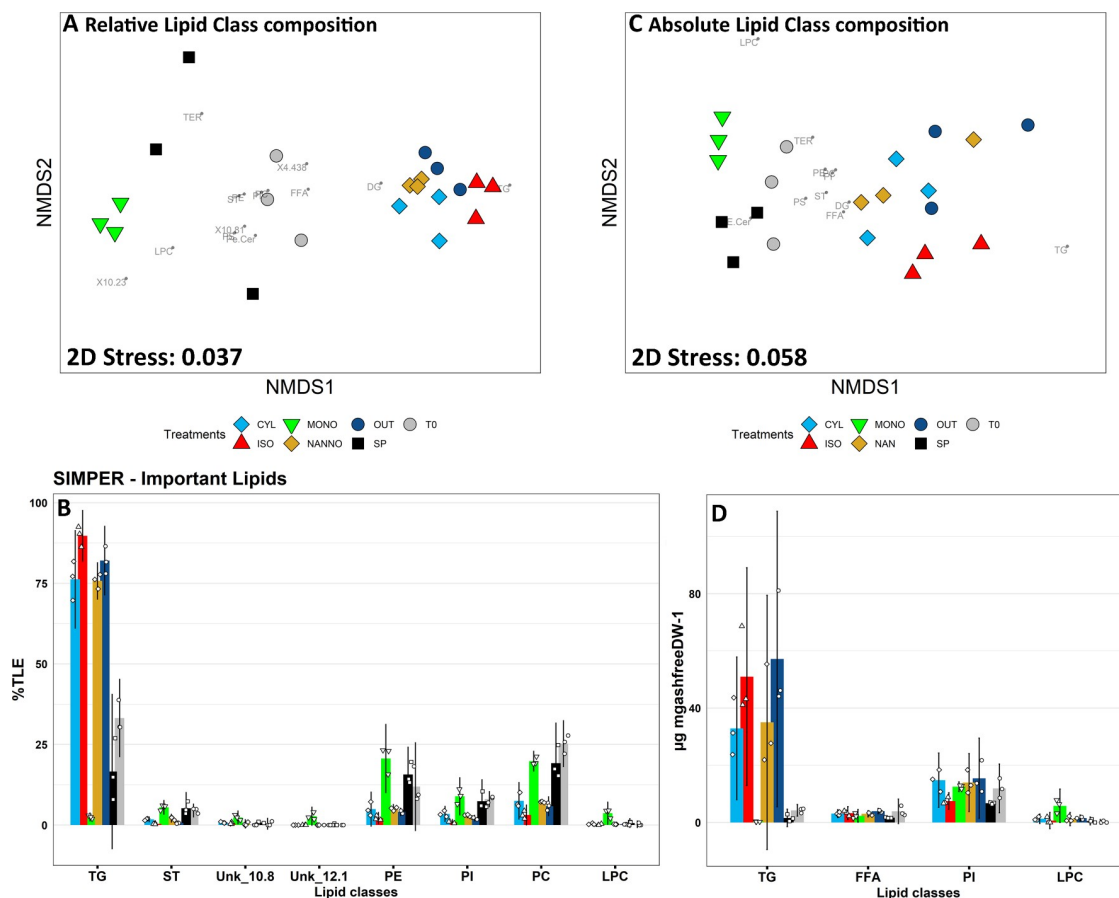 A Relative Lipid Class composition
TER
X4.438
FFA
DG
X10.81
Pe.Cer
LPC
X10.23
NMDS2
2D Stress: 0.037
NMDS1
Treatments
CYL MONO OUT T0
ISO NANNO SP
C Absolute Lipid Class composition
LPC
TER
PS
ST
DG
FFA
E.Cer
TG
NMDS2
2D Stress: 0.058
NMDS1
Treatments
CYL MONO OUT T0
ISO NAN SP
SIMPER - Important Lipids
B
100
75
50
25
0
%TLE
TG ST Unk_10.8 Unk_12.1 PE PI PC LPC
Lipid classes
D
80
40
0
µg mgashfreeDW-1
TG FFA PI LPC
Lipid classes